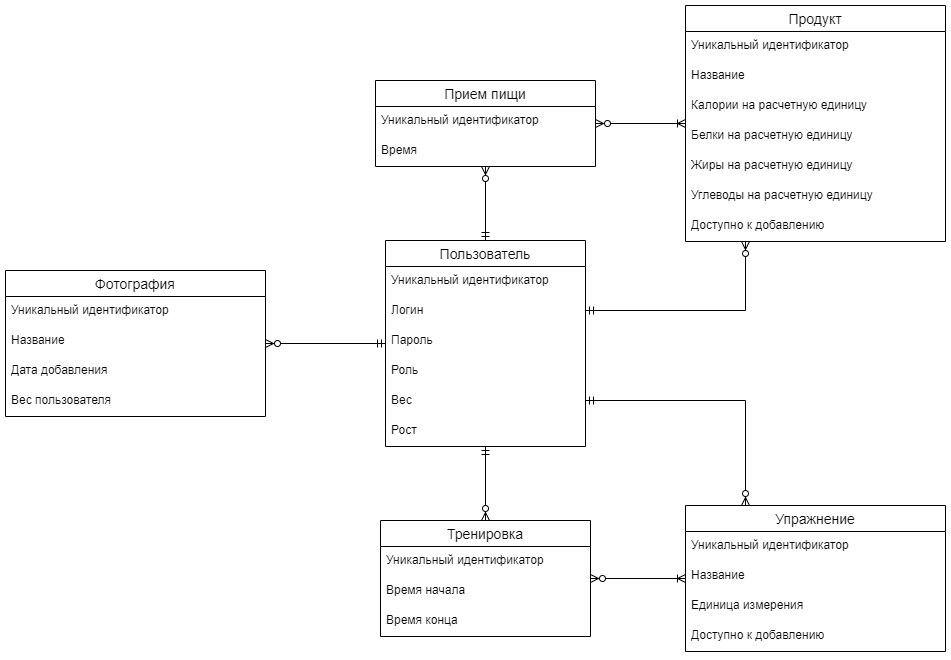 Продукт
Уникальный идентификатор
Название
Калории на расчетную единицу
Белки на расчетную единицу
Жиры на расчетную единицу
Углеводы на расчетную единицу
Доступно к добавлению
Прием пищи
Уникальный идентификатор
Время
Пользователь
Уникальный идентификатор
Логин
Пароль
Роль
Вес
Рост
Фотография
Уникальный идентификатор
Название
Дата добавления
Вес пользователя
Тренировка
Уникальный идентификатор
Время начала
Время конца
Упражнение
Уникальный идентификатор
Название
Единица измерения
Доступно к добавлению